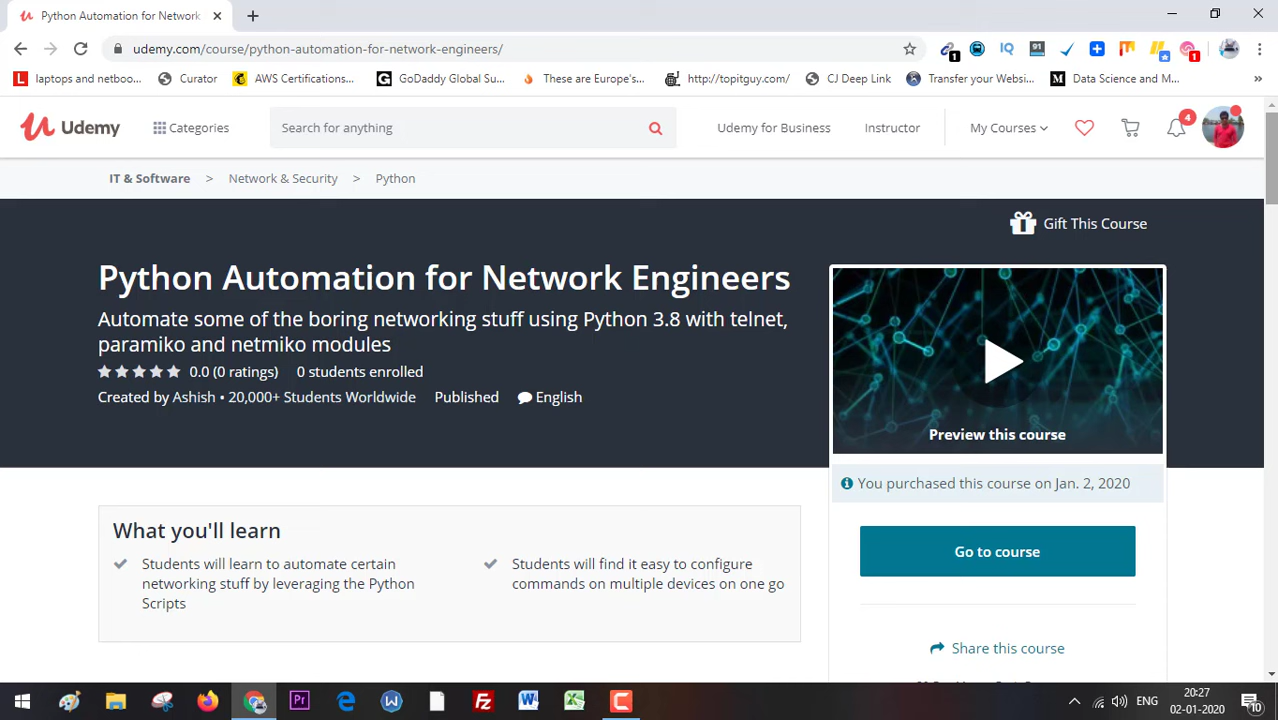 Python Automation for Network
udemy.com/course/python-automation-for-network-engineers/
1
IQ
91
1
L laptops and netboo...
Curator
AWS Certifications...
G GoDaddy Global Su...
These are Europe's...
http://topitguy.com/
CJ Deep Link
Transfer your Websi...
M Data Science and M...
»
Udemy
Categories
Search for anything
Udemy for Business
Instructor
My Courses
4
IT & Software > Network & Security > Python
Gift This Course
Python Automation for Network Engineers
Automate some of the boring networking stuff using Python 3.8 with telnet,
paramiko and netmiko modules
0.0 (0 ratings) 0 students enrolled
Created by Ashish • 20,000+ Students Worldwide Published English
Preview this course
You purchased this course on Jan. 2, 2020
Go to course
Share this course
What you'll learn
Students will learn to automate certain
networking stuff by leveraging the Python
Scripts
Students will find it easy to configure
commands on multiple devices on one go
Pr
W
Fz
ENG
20:27
02-01-2020
10